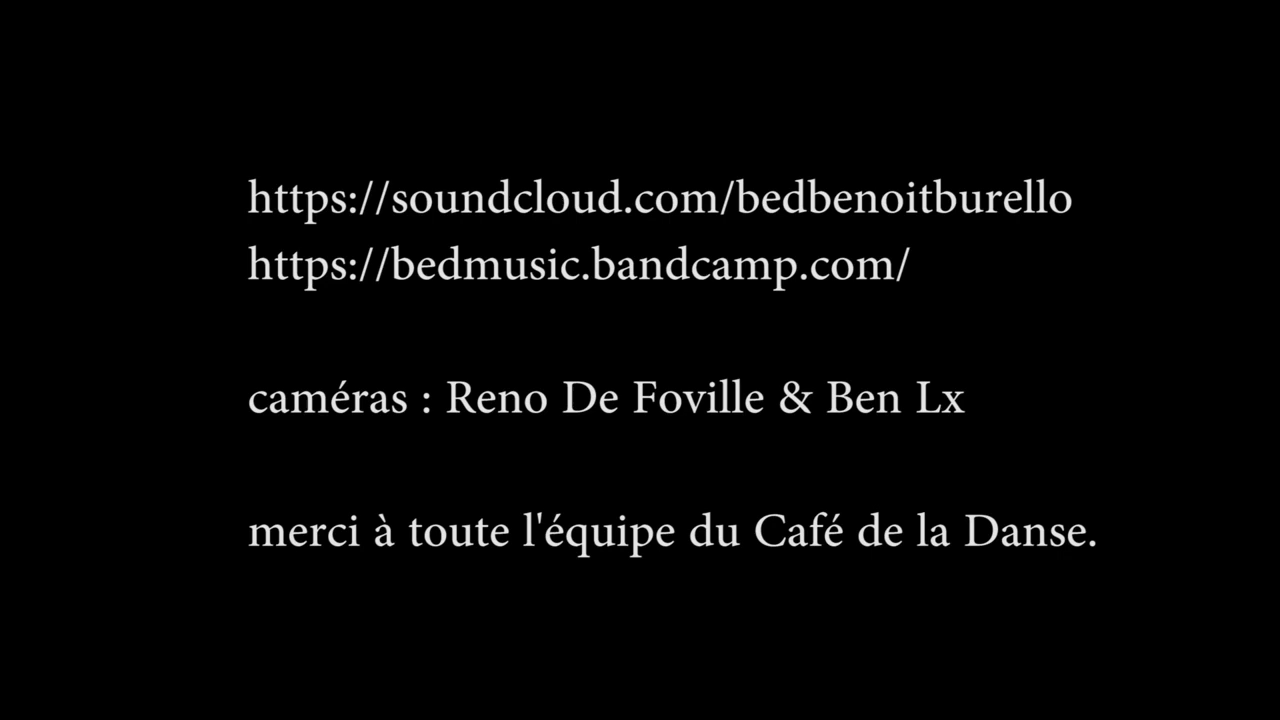 https://soundcloud.com/bedbenoitburello
https://bedmusic.bandcamp.com/
caméras : Reno De Foville & Ben Lx
merci à toute l'équipe du Café de la Danse.